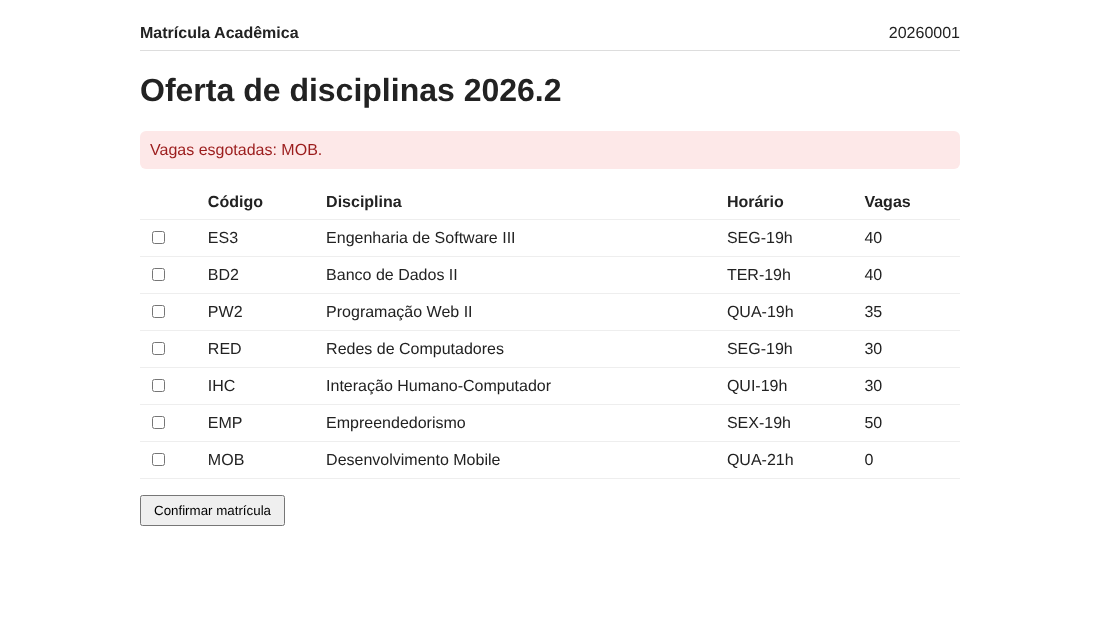 Matrícula Acadêmica 20260001
Oferta de disciplinas 2026.2
Vagas esgotadas: MOB.
Código Disciplina Horário Vagas
ES3 Engenharia de Software III SEG-19h 40
BD2 Banco de Dados II TER-19h 40
PW2 Programação Web II QUA-19h 35
RED Redes de Computadores SEG-19h 30
IHC Interação Humano-Computador QUI-19h 30
EMP Empreendedorismo SEX-19h 50
MOB Desenvolvimento Mobile QUA-21h 0
Confirmar matrícula